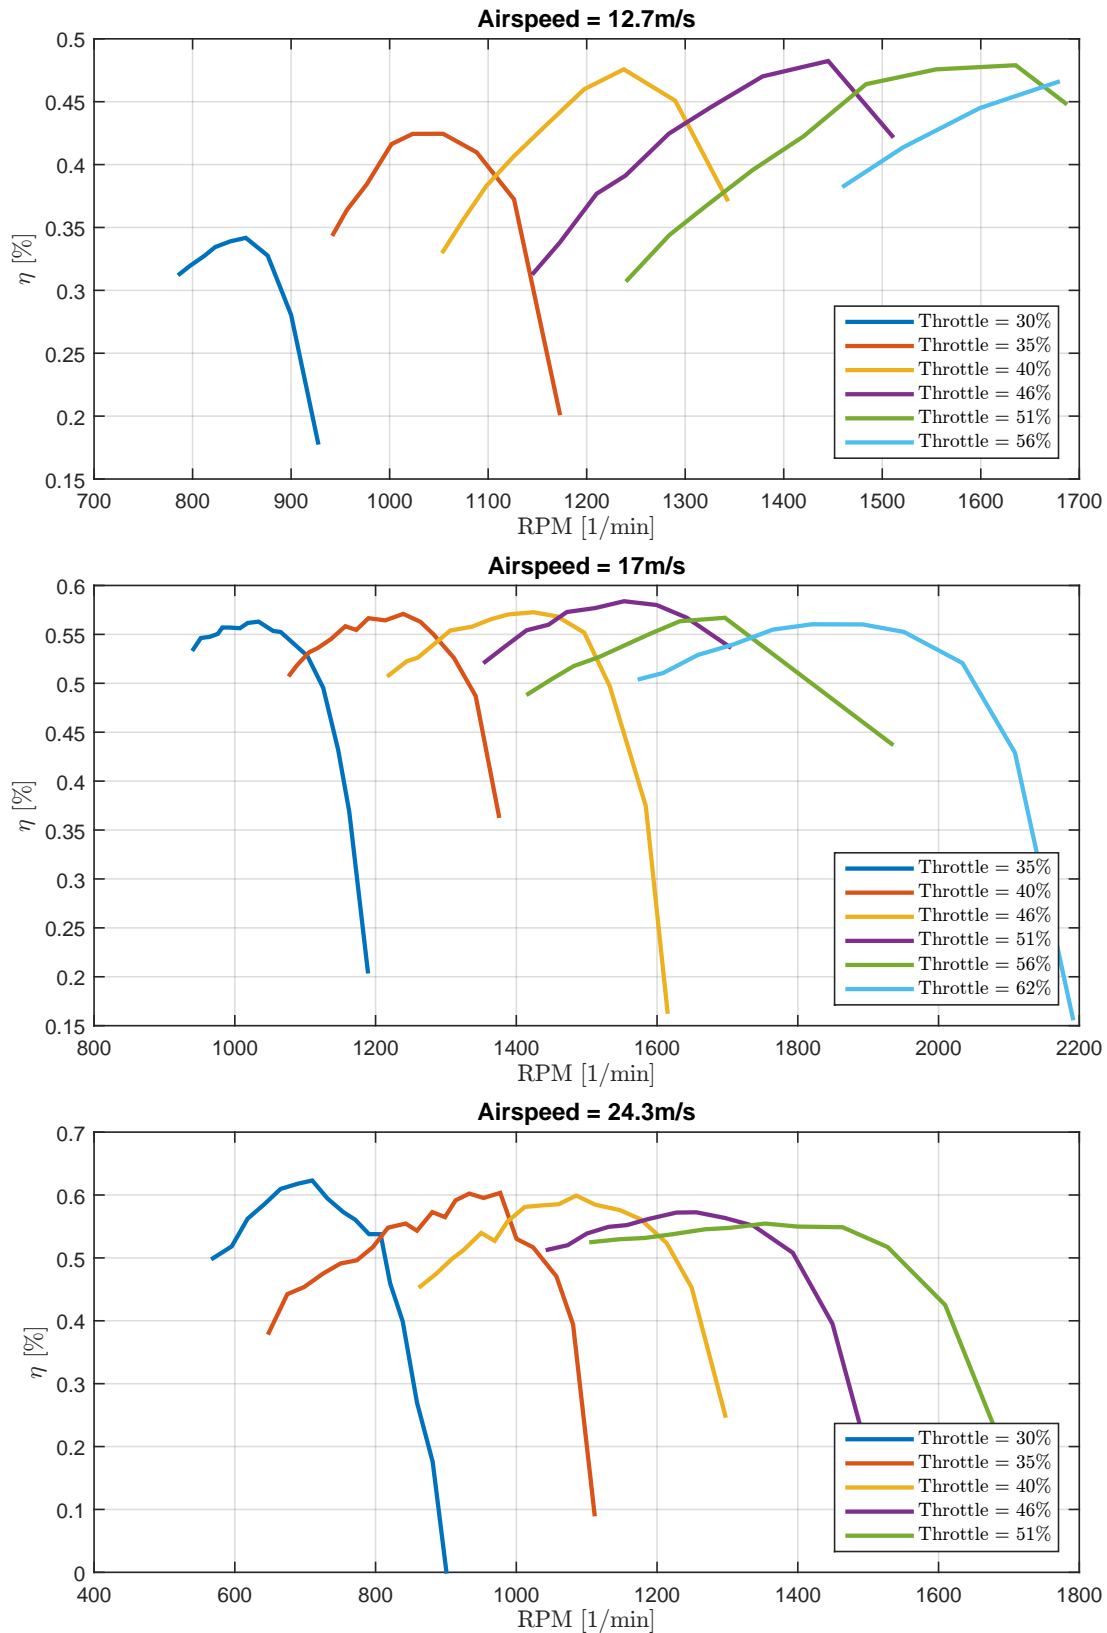 Airspeed = 12.7m/s
0.5
0.45
0.4
0.35
0.3
0.25
0.2
0.15
η [%]
Throttle = 30%
Throttle = 35%
Throttle = 40%
Throttle = 46%
Throttle = 51%
Throttle = 56%
700 800 900 1000 1100 1200 1300 1400 1500 1600 1700
RPM [1/min]
Airspeed = 17m/s
0.6
0.55
0.5
0.45
0.4
0.35
0.3
0.25
0.2
0.15
η [%]
Throttle = 35%
Throttle = 40%
Throttle = 46%
Throttle = 51%
Throttle = 56%
Throttle = 62%
800 1000 1200 1400 1600 1800 2000 2200
RPM [1/min]
Airspeed = 24.3m/s
0.7
0.6
0.5
0.4
0.3
0.2
0.1
0
η [%]
Throttle = 30%
Throttle = 35%
Throttle = 40%
Throttle = 46%
Throttle = 51%
400 600 800 1000 1200 1400 1600 1800
RPM [1/min]